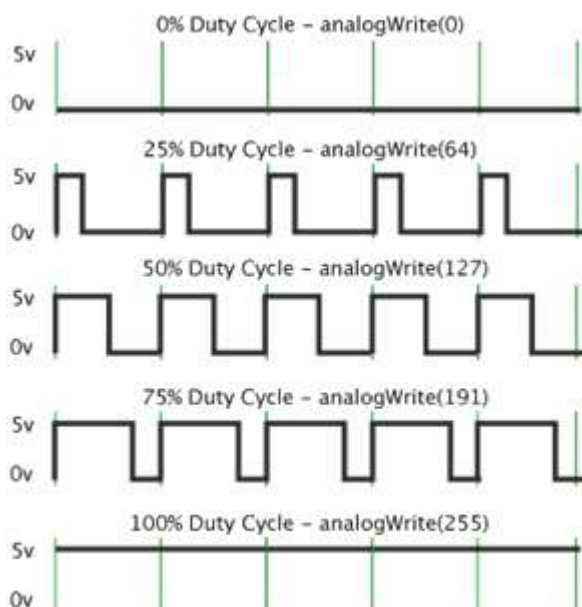 0% Duty Cycle – analogWrite(0)
5v
0v
25% Duty Cycle – analogWrite(64)
5v
0v
50% Duty Cycle – analogWrite(127)
5v
0v
75% Duty Cycle – analogWrite(191)
5v
0v
100% Duty Cycle – analogWrite(255)
5v
0v